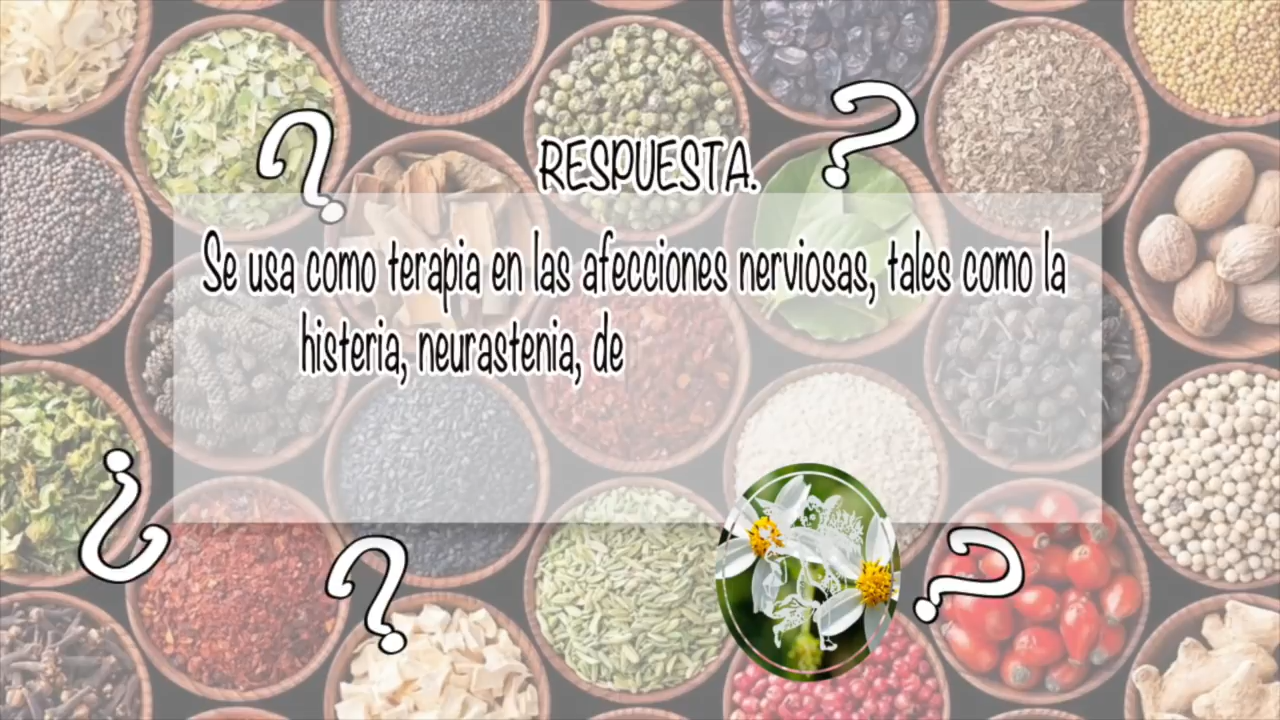 RESPUESTA.
Se usa como terapia en las afecciones nerviosas, tales como la
histeria, neurastenia, de